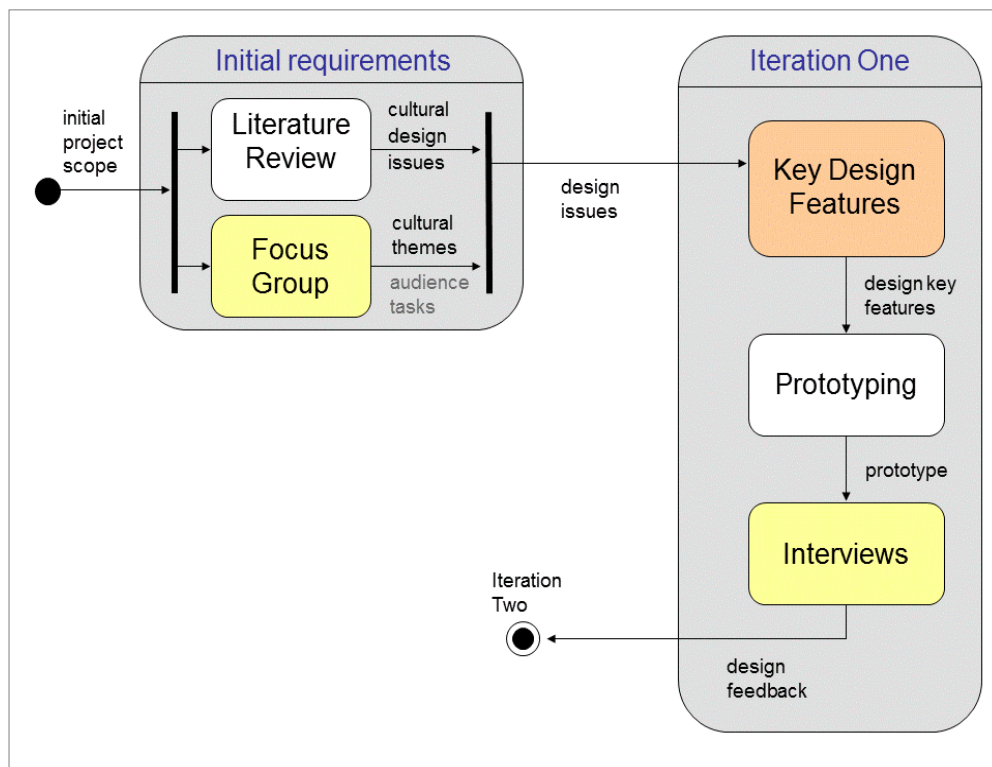 Initial requirements
initial
project
scope
Literature
Review
cultural
design
issues
Focus
Group
cultural
themes
audience
tasks
design
issues
Iteration One
Key Design
Features
design key
features
Prototyping
prototype
Interviews
design
feedback
Iteration
Two